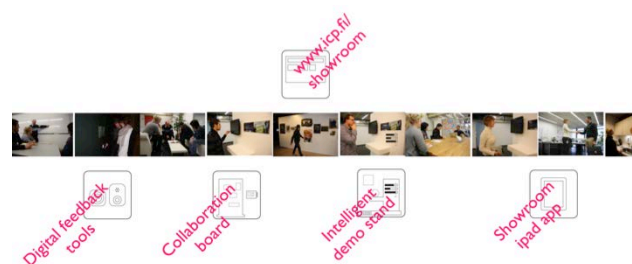 www.icp.fi/
showroom
Digital feedback
tools
Collaboration
board
Intelligent
demo stand
Showroom
ipad app